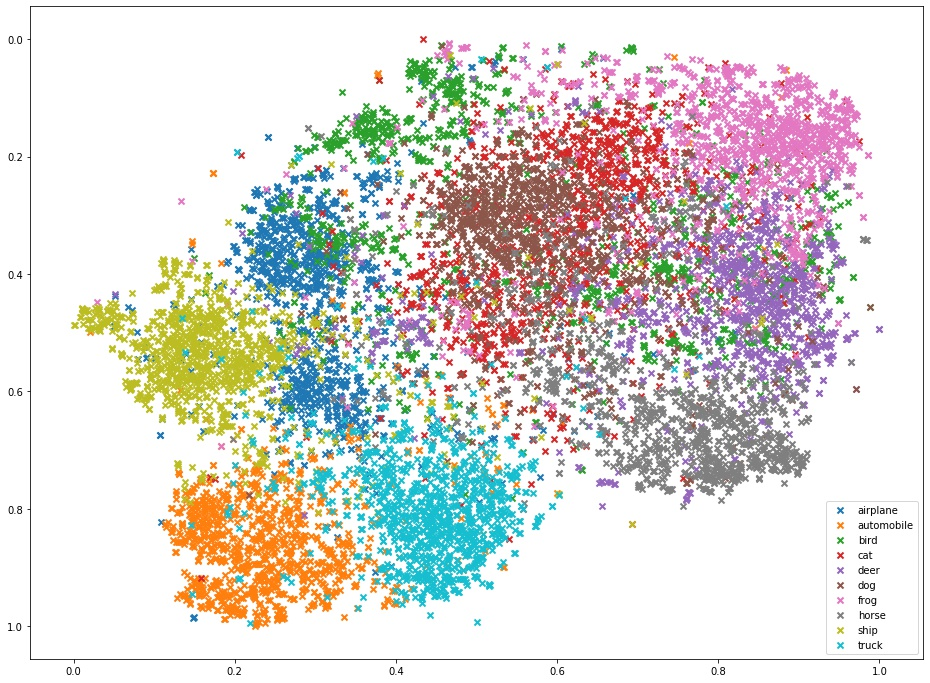 0.0
0.2
0.4
0.6
0.8
1.0
0.0
0.2
0.4
0.6
0.8
1.0
airplane
automobile
bird
cat
deer
dog
frog
horse
ship
truck